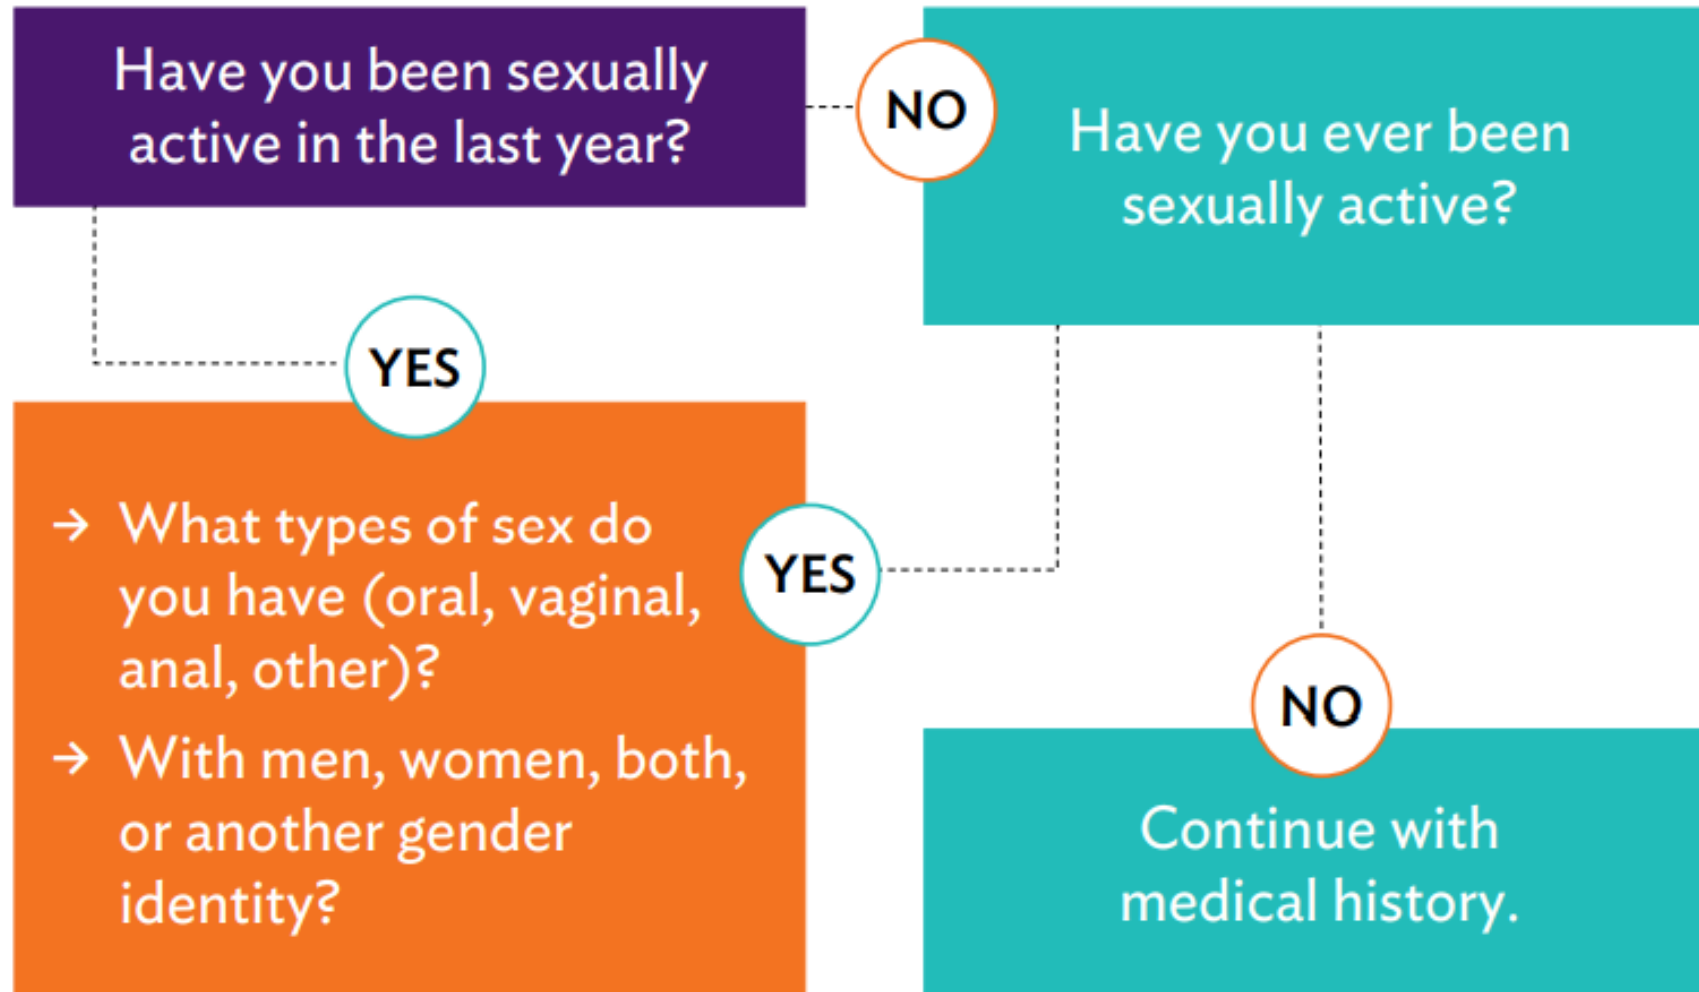 Have you been sexually
active in the last year?
NO
Have you ever been
sexually active?
YES
→ What types of sex do
you have (oral, vaginal,
anal, other)?
→ With men, women, both,
or another gender
identity?
YES
NO
Continue with
medical history.